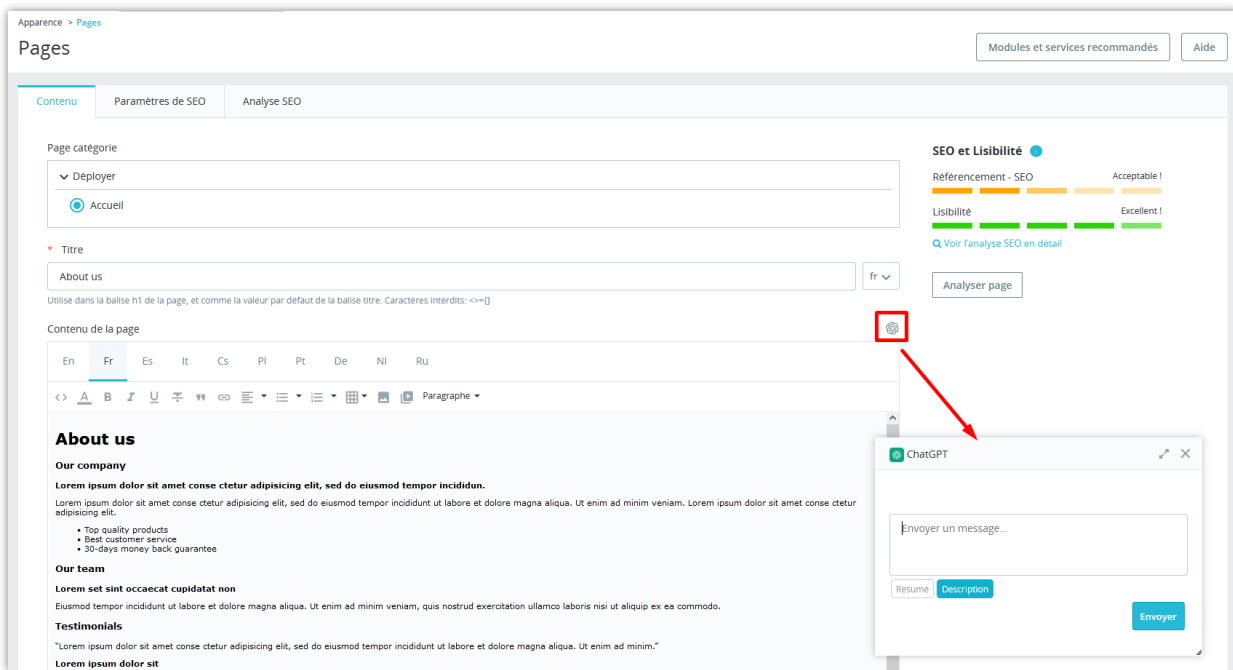 Apparence > Pages
Pages
Modules et services recommandés
Aide
Contenu
Paramètres de SEO
Analyse SEO
Page catégorie
Déployer
Accueil
* Titre
About us
fr
Utilisé dans la balise h1 de la page, et comme la valeur par défaut de la balise titre. Caractères interdits: <>={}
Contenu de la page
En Fr Es It Cs Pl Pt De Nl Ru
Paragraphe
About us
Our company
Lorem ipsum dolor sit amet conse ctetur adipisicing elit, sed do eiusmod tempor incididun.
Lorem ipsum dolor sit amet conse ctetur adipisicing elit, sed do eiusmod tempor incididunt ut labore et dolore magna aliqua. Ut enim ad minim veniam. Lorem ipsum dolor sit amet conse ctetur
adipisicing elit.
• Top quality products
• Best customer service
• 30-days money back guarantee
Our team
Lorem set sint occaecat cupidatat non
Eiusmod tempor incididunt ut labore et dolore magna aliqua. Ut enim ad minim veniam, quis nostrud exercitation ullamco laboris nisi ut aliquip ex ea commodo.
Testimonials
"Lorem ipsum dolor sit amet conse ctetur adipisicing elit, sed do eiusmod tempor incididunt ut labore et dolore magna aliqua. Ut enim ad minim."
Lorem ipsum dolor sit
SEO et Lisibilité
Référencement - SEO
Acceptable !
Lisibilité
Excellent !
Voir l'analyse SEO en détail
Analyser page
ChatGPT
Envoyer un message...
Résumé
Description
Envoyer